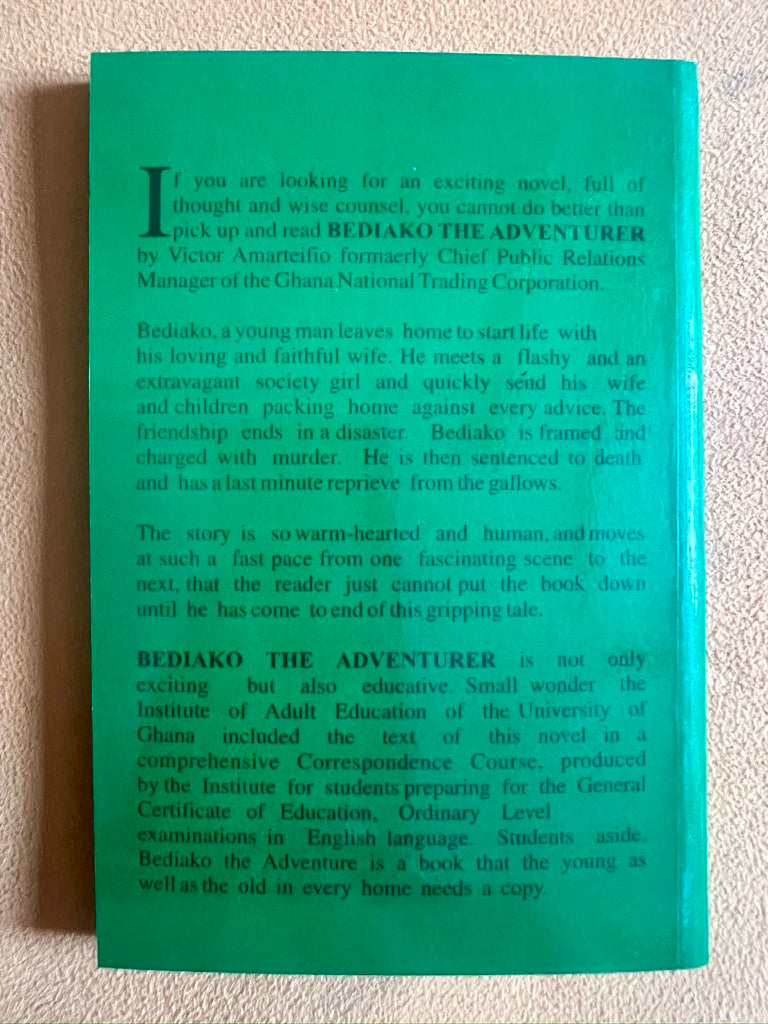 If you are looking for an exciting novel, full of
thought and wise counsel, you cannot do better than
pick up and read BEDIAKO THE ADVENTURER
by Victor Amarteifio formaerly Chief Public Relations
Manager of the Ghana National Trading Corporation.
Bediako, a young man leaves home to start life with
his loving and faithful wife. He meets a flashy and an
extravagant society girl and quickly send his wife
and children packing home against every advice. The
friendship ends in a disaster. Bediako is framed and
charged with murder. He is then sentenced to death
and has a last minute reprieve from the gallows.
The story is so warm-hearted and human, and moves
at such a fast pace from one fascinating scene to the
next, that the reader just cannot put the book down
until he has come to end of this gripping tale.
BEDIAKO THE ADVENTURER is not only
exciting but also educative. Small wonder the
Institute of Adult Education of the University of
Ghana included the text of this novel in a
comprehensive Correspondence Course, produced
by the Institute for students preparing for the General
Certificate of Education, Ordinary Level
examinations in English language. Students aside.
Bediako the Adventure is a book that the young as
well as the old in every home needs a copy.